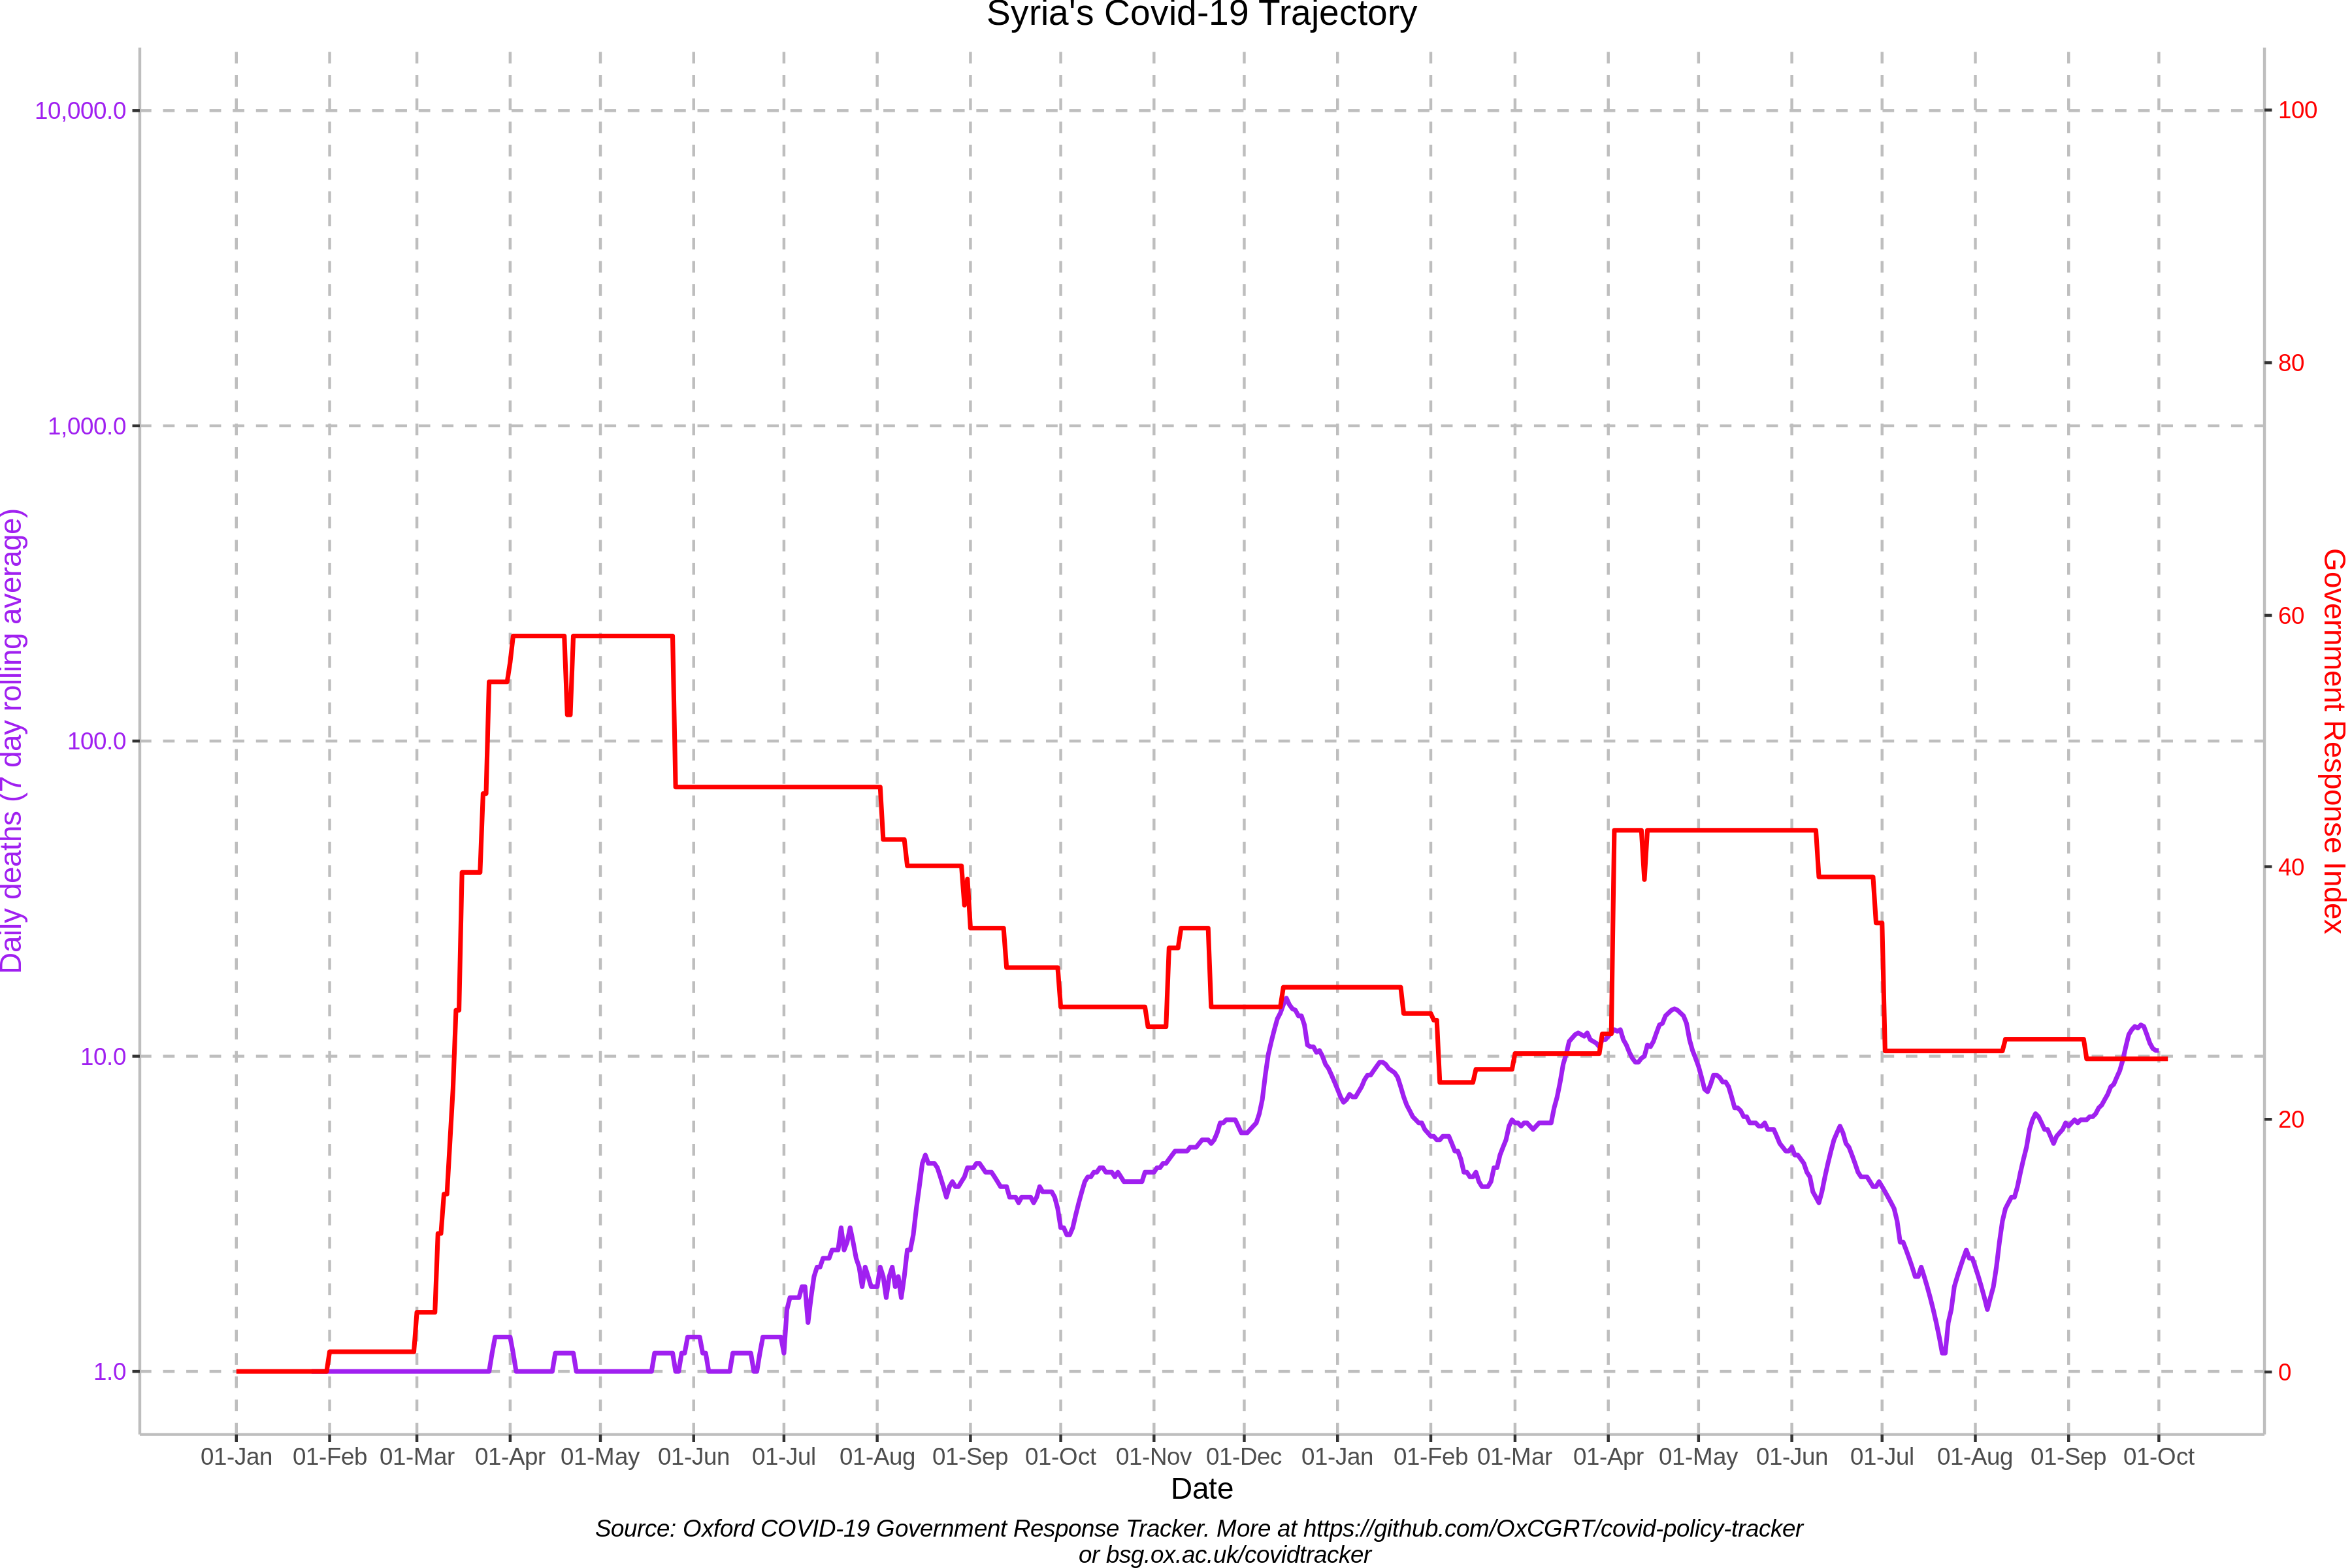 Syria's Covid-19 Trajectory
10,000.0
1,000.0
100.0
10.0
1.0
Daily deaths (7 day rolling average)
100
80
60
40
20
0
Government Response Index
01-Jan 01-Feb 01-Mar 01-Apr 01-May 01-Jun 01-Jul 01-Aug 01-Sep 01-Oct 01-Nov 01-Dec 01-Jan 01-Feb 01-Mar 01-Apr 01-May 01-Jun 01-Jul 01-Aug 01-Sep 01-Oct
Date
Source: Oxford COVID-19 Government Response Tracker. More at https://github.com/OxCGRT/covid-policy-tracker
or bsg.ox.ac.uk/covidtracker